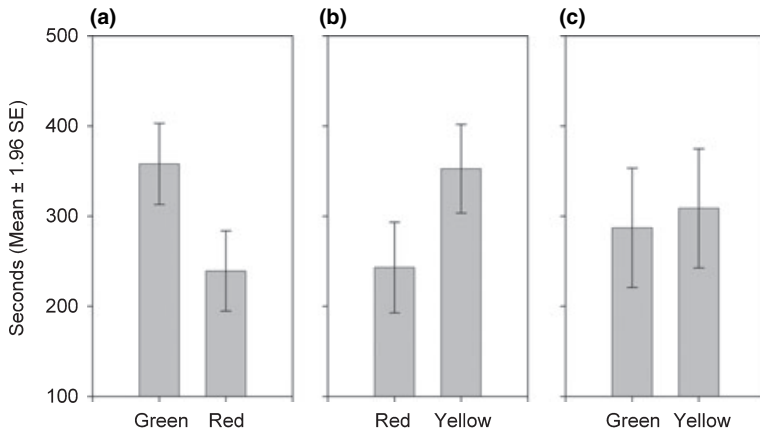 (a) (b) (c)
500
400
300
200
100
Seconds (Mean ± 1.96 SE)
Green Red
Red Yellow
Green Yellow